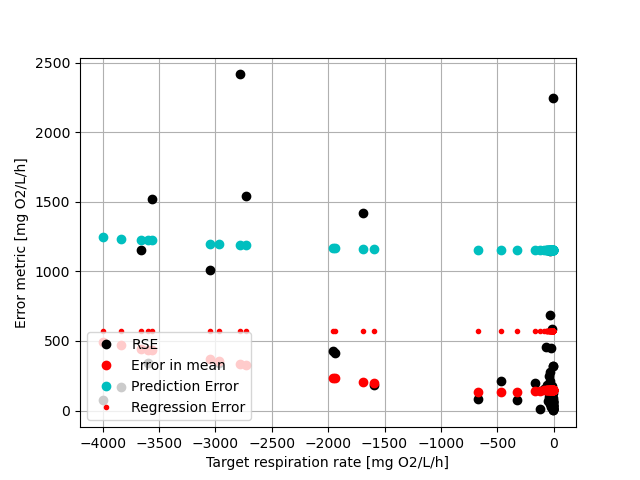 2500
2000
1500
1000
500
0
Error metric [mg O2/L/h]
RSE
Error in mean
Prediction Error
Regression Error
−4000 −3500 −3000 −2500 −2000 −1500 −1000 −500 0
Target respiration rate [mg O2/L/h]